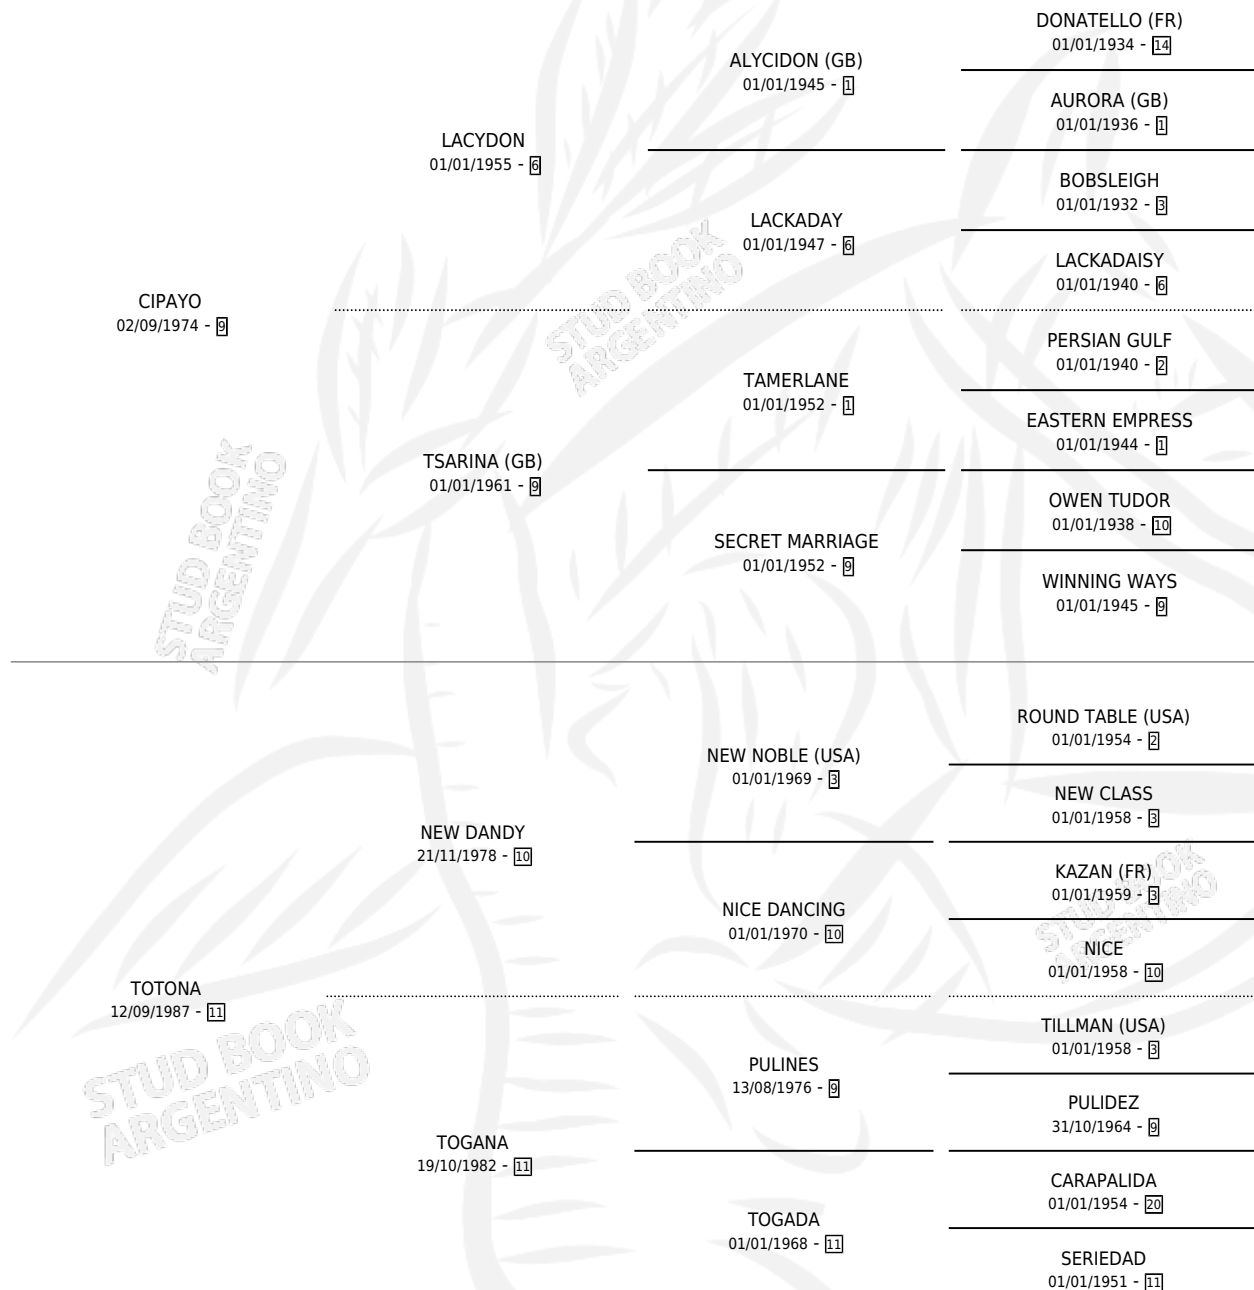 DONATELLO (FR)
01/01/1934 - 14
ALYCIDON (GB)
01/01/1945 - 1
AURORA (GB)
01/01/1936 - 1
LACYDON
01/01/1955 - 6
BOBSLEIGH
01/01/1932 - 3
LACKADAY
01/01/1947 - 6
LACKADAISY
01/01/1940 - 6
CIPAYO
02/09/1974 - 9
PERSIAN GULF
01/01/1940 - 2
TAMERLANE
01/01/1952 - 1
EASTERN EMPRESS
01/01/1944 - 1
TSARINA (GB)
01/01/1961 - 9
OWEN TUDOR
01/01/1938 - 10
SECRET MARRIAGE
01/01/1952 - 9
WINNING WAYS
01/01/1945 - 9
ROUND TABLE (USA)
01/01/1954 - 2
NEW NOBLE (USA)
01/01/1969 - 3
NEW CLASS
01/01/1958 - 3
NEW DANDY
21/11/1978 - 10
KAZAN (FR)
01/01/1959 - 3
NICE DANCING
01/01/1970 - 10
NICE
01/01/1958 - 10
TOTONA
12/09/1987 - 11
TILLMAN (USA)
01/01/1958 - 3
PULINES
13/08/1976 - 9
PULIDEZ
31/10/1964 - 9
TOGANA
19/10/1982 - 11
CARAPALIDA
01/01/1954 - 20
TOGADA
01/01/1968 - 11
SERIEDAD
01/01/1951 - 11
STUD BOOK
ARGENTINO
STUD BOOK
ARGENTINO
STUD BOOK
ARGENTINO
STUD BOOK
ARGENTINO